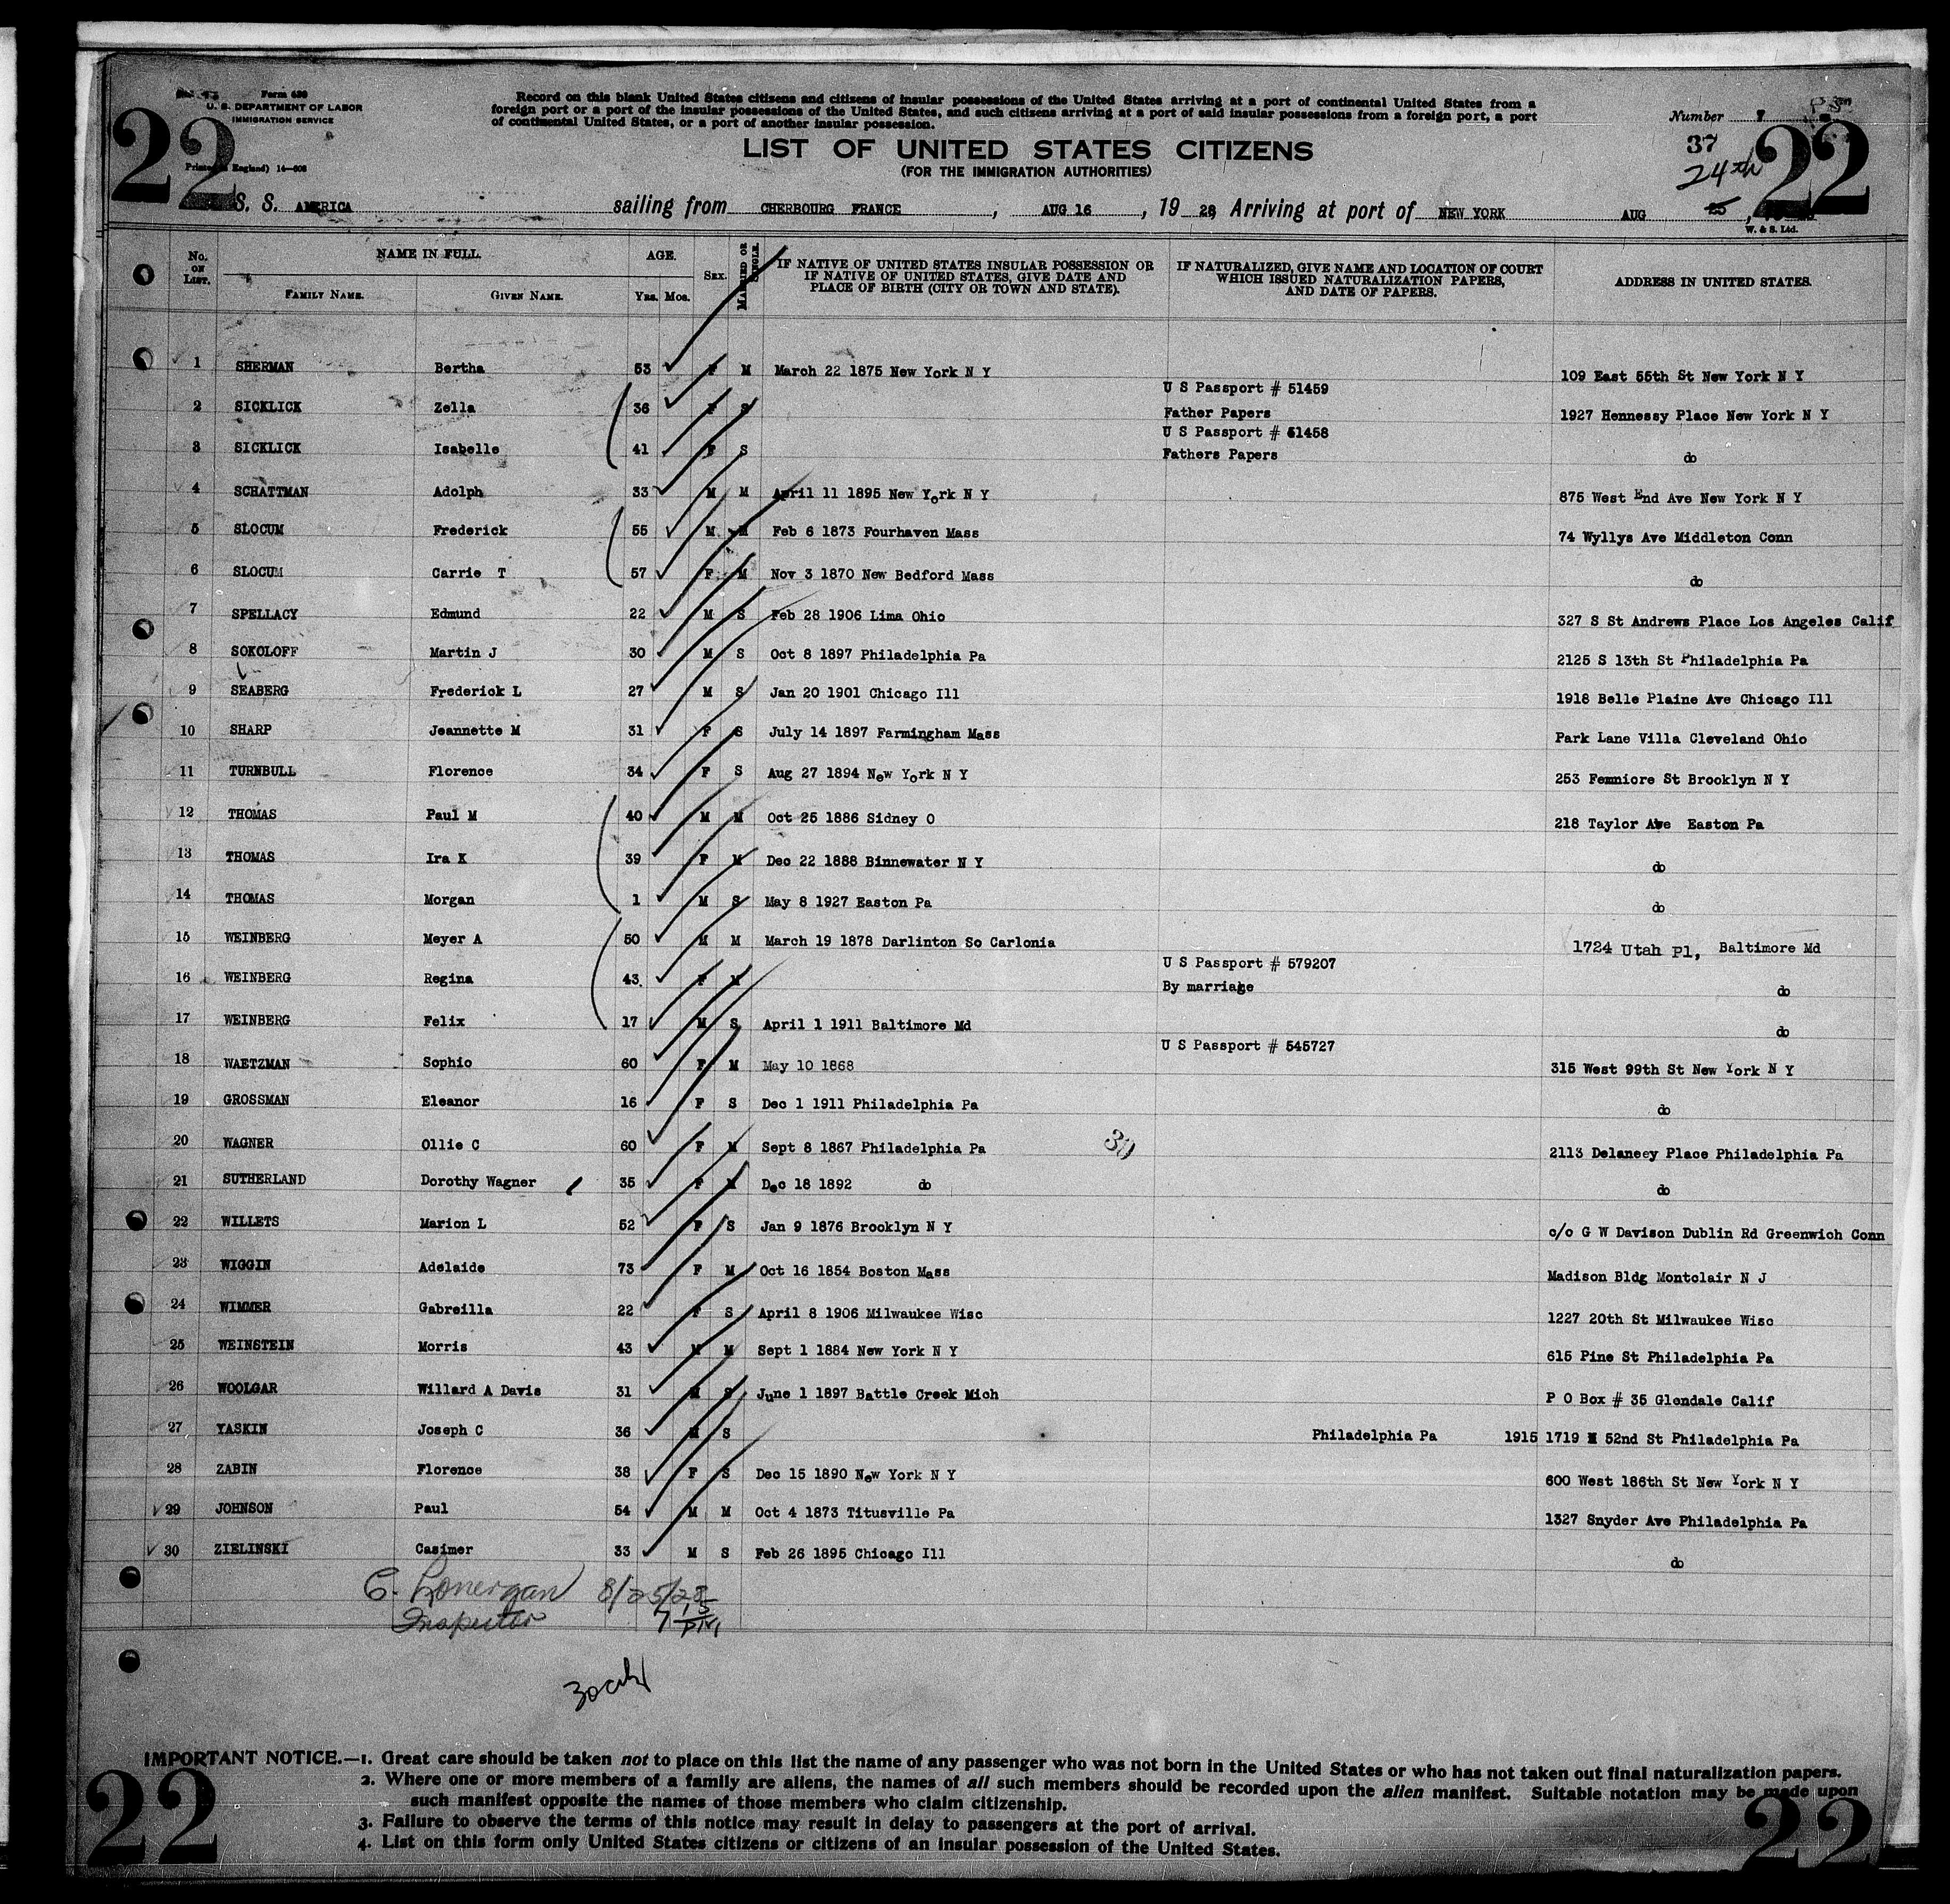 Form 630
U. S. DEPARTMENT OF LABOR
IMMIGRATION SERVICE
22
(Printed in England) 14—608
Record on this blank United States citizens and citizens of insular possessions of the United States arriving at a port of continental United States from a
foreign port or a port of the insular possessions of the United States, and such citizens arriving at a port of said insular possessions from a foreign port, a port
of continental United States, or a port of another insular possession.
LIST OF UNITED STATES CITIZENS
(FOR THE IMMIGRATION AUTHORITIES)
Number 7
37
24th
22
S. S. AMERICA sailing from CHERBOURG FRANCE, AUG 16, 19 28 Arriving at port of NEW YORK AUG 25,
W. & S. Ltd.
No. ON LIST. NAME IN FULL. FAMILY NAME. GIVEN NAME. AGE. Yrs. Mos. SEX. MARRIED OR SINGLE. IF NATIVE OF UNITED STATES INSULAR POSSESSION OR IF NATIVE OF UNITED STATES, GIVE DATE AND PLACE OF BIRTH (CITY OR TOWN AND STATE). IF NATURALIZED, GIVE NAME AND LOCATION OF COURT WHICH ISSUED NATURALIZATION PAPERS, AND DATE OF PAPERS. ADDRESS IN UNITED STATES.
1 SHERMAN Bertha 53 F M March 22 1875 New York N Y 109 East 55th St New York N Y
2 SICKLICK Zella 36 F S U S Passport # 51459 Father Papers 1927 Hennessy Place New York N Y
3 SICKLICK Isabelle 41 F S U S Passport # 51458 Fathers Papers do
4 SCHATTMAN Adolph 33 M M April 11 1895 New York N Y 875 West End Ave New York N Y
5 SLOCUM Frederick 55 M M Feb 6 1873 Fourhaven Mass 74 Wyllys Ave Middleton Conn
6 SLOCUM Carrie T 57 F M Nov 3 1870 New Bedford Mass do
7 SPELLACY Edmund 22 M S Feb 28 1906 Lima Ohio 327 S St Andrews Place Los Angeles Calif
8 SOKOLOFF Martin J 30 M S Oct 8 1897 Philadelphia Pa 2125 S 13th St Philadelphia Pa
9 SEABERG Frederick L 27 M S Jan 20 1901 Chicago Ill 1918 Belle Plaine Ave Chicago Ill
10 SHARP Jeannette M 31 F S July 14 1897 Farmingham Mass Park Lane Villa Cleveland Ohio
11 TURNBULL Florence 34 F S Aug 27 1894 New York N Y 253 Femniore St Brooklyn N Y
12 THOMAS Paul M 40 M M Oct 25 1886 Sidney O 218 Taylor Ave Easton Pa
13 THOMAS Ira K 39 F M Dec 22 1888 Binnewater N Y do
14 THOMAS Morgan 1 M S May 8 1927 Easton Pa do
15 WEINBERG Meyer A 50 M M March 19 1878 Darlinton So Carlonia 1724 Utah Pl, Baltimore Md
16 WEINBERG Regina 43 F M U S Passport # 579207 By marriage do
17 WEINBERG Felix 17 M S April 1 1911 Baltimore Md do
18 WAETZMAN Sophie 60 F M May 10 1868 U S Passport # 545727 315 West 99th St New York N Y
19 GROSSMAN Eleanor 16 F S Dec 1 1911 Philadelphia Pa do
20 WAGNER Ollie C 60 F M Sept 8 1867 Philadelphia Pa 30 2113 Delaneey Place Philadelphia Pa
21 SUTHERLAND Dorothy Wagner 35 F M Dec 18 1892 do do
22 WILLETS Marion L 52 F S Jan 9 1876 Brooklyn N Y c/o G W Davison Dublin Rd Greenwich Conn
23 WIGGIN Adelaide 73 F M Oct 16 1854 Boston Mass Madison Bldg Montclair N J
24 WIMMER Gabreilla 22 F S April 8 1906 Milwaukee Wisc 1227 20th St Milwaukee Wisc
25 WEINSTEIN Morris 43 M M Sept 1 1884 New York N Y 615 Pine St Philadelphia Pa
26 WOOLGAR Willard A Davis 31 M S June 1 1897 Battle Creek Mich P O Box # 35 Glendale Calif
27 YASKIN Joseph C 36 M S Philadelphia Pa 1915 1719 N 52nd St Philadelphia Pa
28 ZABIN Florence 38 F S Dec 15 1890 New York N Y 600 West 186th St New York N Y
29 JOHNSON Paul 54 M M Oct 4 1873 Titusville Pa 1327 Snyder Ave Philadelphia Pa
30 ZIELINSKI Casimer 33 M S Feb 26 1895 Chicago Ill do
C. Lonergan 8/25/28
Inspector 7 15 PM
IMPORTANT NOTICE.—1. Great care should be taken not to place on this list the name of any passenger who was not born in the United States or who has not taken out final naturalization papers.
2. Where one or more members of a family are aliens, the names of all such members should be recorded upon the alien manifest. Suitable notation may be made upon
such manifest opposite the names of those members who claim citizenship.
3. Failure to observe the terms of this notice may result in delay to passengers at the port of arrival.
4. List on this form only United States citizens or citizens of an insular possession of the United States.
22
22